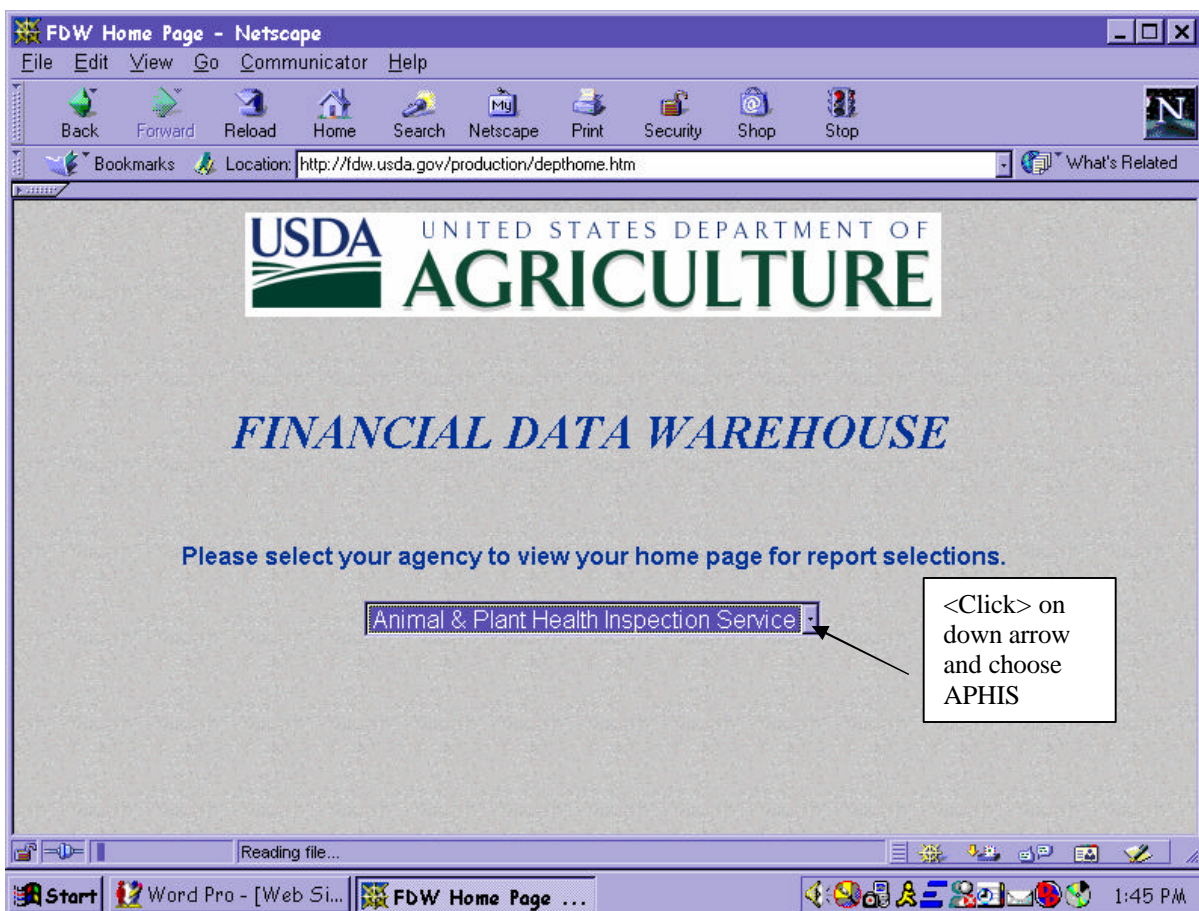 FDW Home Page - Netscape
File Edit View Go Communicator Help
Back Forward Reload Home Search Netscape Print Security Shop Stop
My
N
Bookmarks Location: http://fdw.usda.gov/production/depthome.htm What's Related
USDA UNITED STATES DEPARTMENT OF
AGRICULTURE
FINANCIAL DATA WAREHOUSE
Please select your agency to view your home page for report selections.
Animal & Plant Health Inspection Service
<Click> on
down arrow
and choose
APHIS
Reading file...
Start Word Pro - [Web Si... FDW Home Page ... 1:45 PM